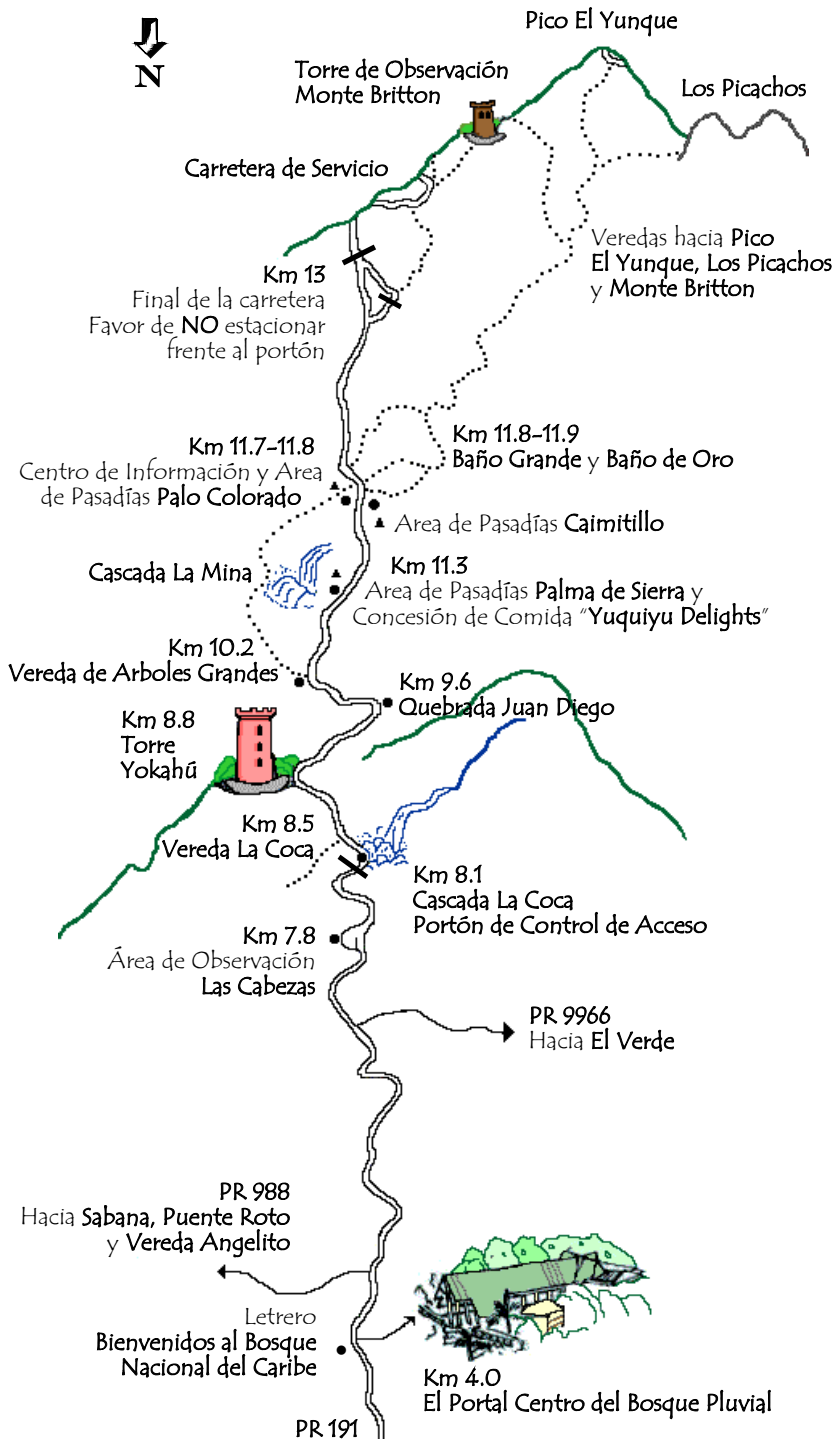 Pico El Yunque
N
Torre de Observación
Monte Britton
Los Picachos
Carretera de Servicio
Veredas hacia Pico
El Yunque, Los Picachos
y Monte Britton
Km 13
Final de la carretera
Favor de NO estacionar
frente al portón
Km 11.7-11.8
Centro de Información y Area
de Pasadías Palo Colorado
Km 11.8-11.9
Baño Grande y Baño de Oro
Area de Pasadías Caimitillo
Cascada La Mina
Km 11.3
Area de Pasadías Palma de Sierra y
Concesión de Comida "Yuquiyu Delights"
Km 10.2
Vereda de Arboles Grandes
Km 9.6
Quebrada Juan Diego
Km 8.8
Torre
Yokahú
Km 8.5
Vereda La Coca
Km 8.1
Cascada La Coca
Portón de Control de Acceso
Km 7.8
Área de Observación
Las Cabezas
PR 9966
Hacia El Verde
PR 988
Hacia Sabana, Puente Roto
y Vereda Angelito
Letrero
Bienvenidos al Bosque
Nacional del Caribe
Km 4.0
El Portal Centro del Bosque Pluvial
PR 191